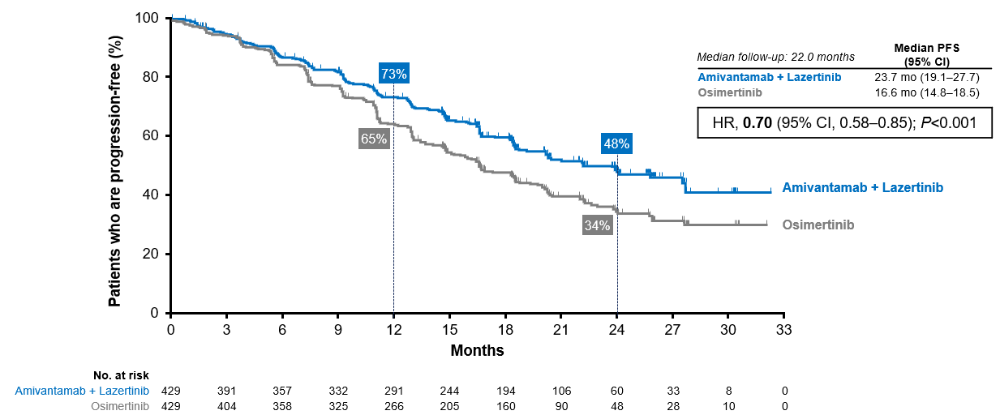 Patients who are progression-free (%)
100
80
60
40
20
0
73%
65%
48%
34%
Median follow-up: 22.0 months
Median PFS
(95% CI)
Amivantamab + Lazertinib 23.7 mo (19.1–27.7)
Osimertinib 16.6 mo (14.8–18.5)
HR, 0.70 (95% CI, 0.58–0.85); P<0.001
Amivantamab + Lazertinib
Osimertinib
0 3 6 9 12 15 18 21 24 27 30 33
Months
No. at risk
Amivantamab + Lazertinib 429 391 357 332 291 244 194 106 60 33 8 0
Osimertinib 429 404 358 325 266 205 160 90 48 28 10 0